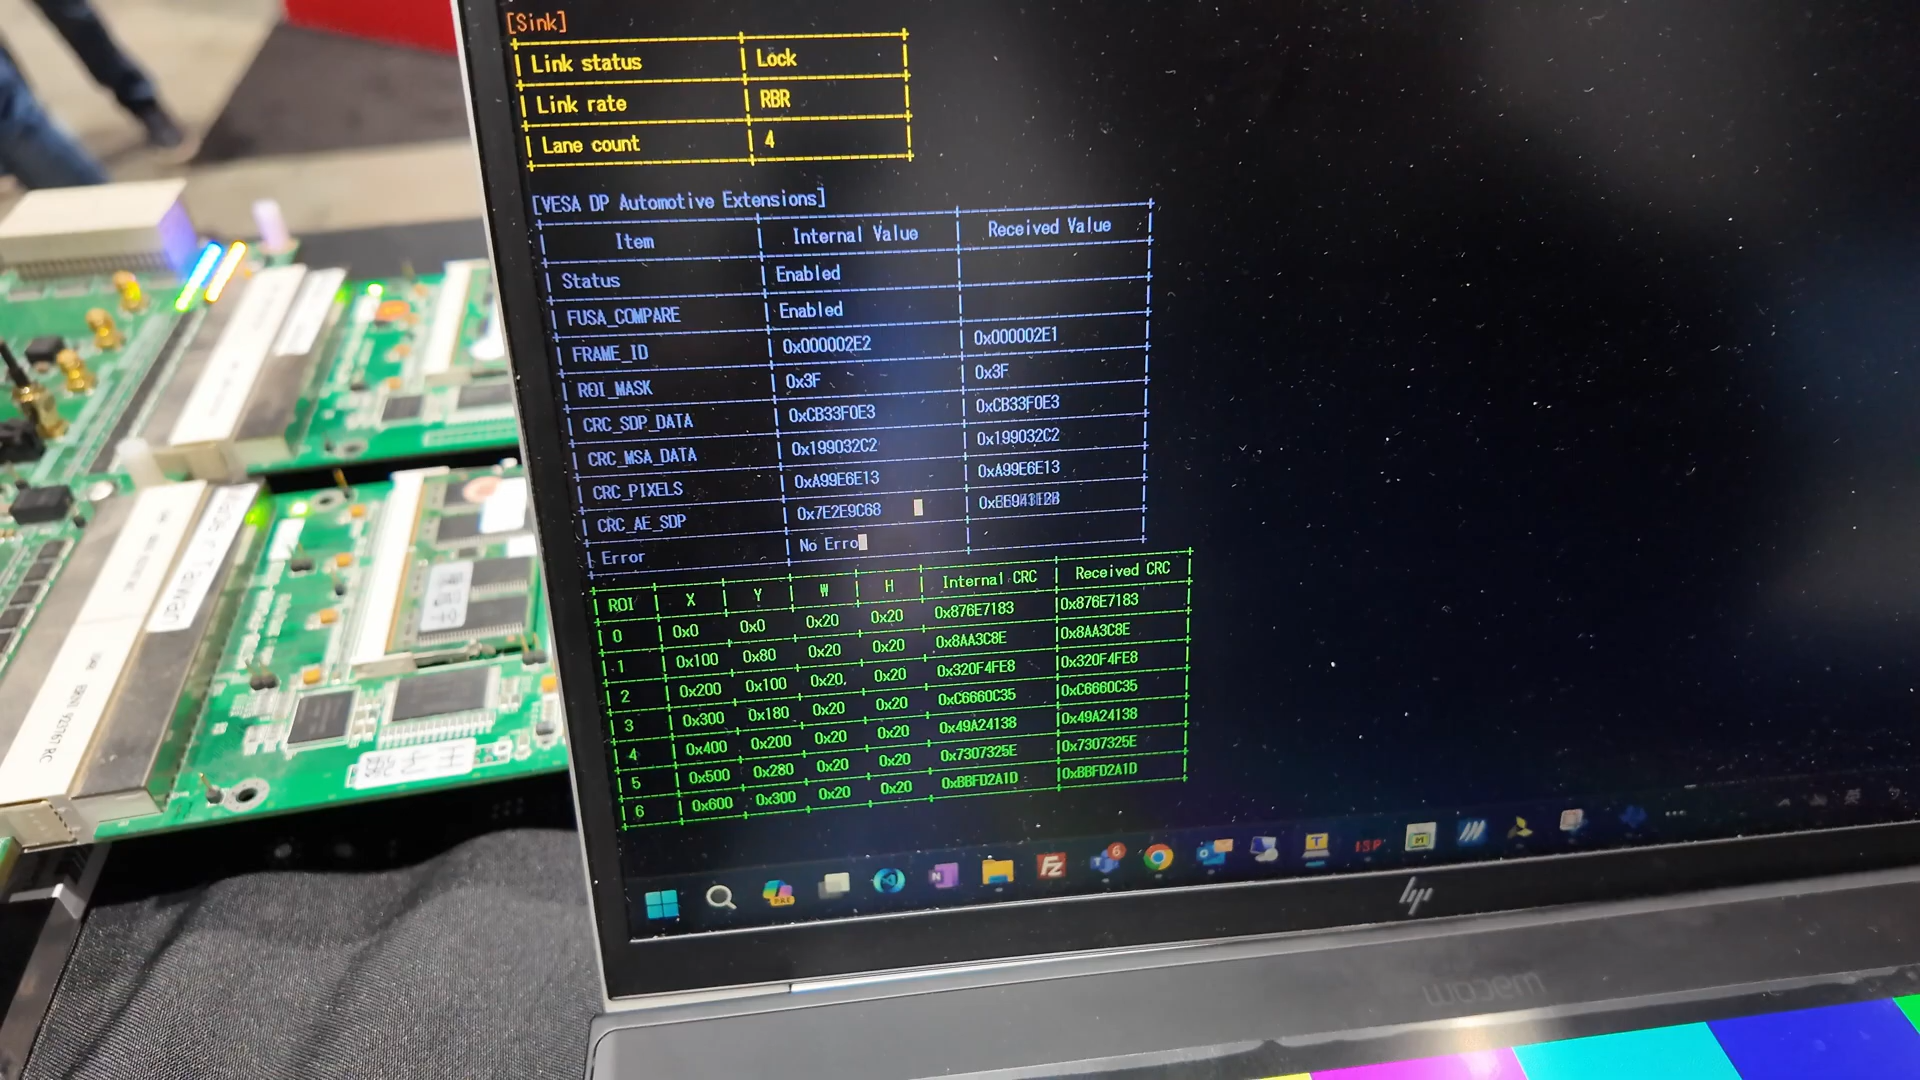 [Sink]
Link status Lock
Link rate RBR
Lane count 4
[VESA DP Automotive Extensions]
Item Internal Value Received Value
Status Enabled
FUSA_COMPARE Enabled
FRAME_ID 0x000002E2 0x000002E1
ROI_MASK 0x3F 0x3F
CRC_SDP_DATA 0xCB33F0E3 0xCB33F0E3
CRC_MSA_DATA 0x199032C2 0x199032C2
CRC_PIXELS 0xA99E6E13 0xA99E6E13
CRC_AE_SDP 0x7E2E9C68
Error No Erro
ROI X Y W H Internal CRC Received CRC
0 0x0 0x0 0x20 0x20 0x876E7183 0x876E7183
1 0x100 0x80 0x20 0x20 0x8AA3C8E 0x8AA3C8E
2 0x200 0x100 0x20 0x20 0x320F4FE8 0x320F4FE8
3 0x300 0x180 0x20 0x20 0xC6660C35 0xC6660C35
4 0x400 0x200 0x20 0x20 0x49A24138 0x49A24138
5 0x500 0x280 0x20 0x20 0x7307325E 0x7307325E
6 0x600 0x300 0x20 0x20 0xBBFD2A1D 0xBBFD2A1D
6
N
FZ
T
T
ISP
M
hp
wacom